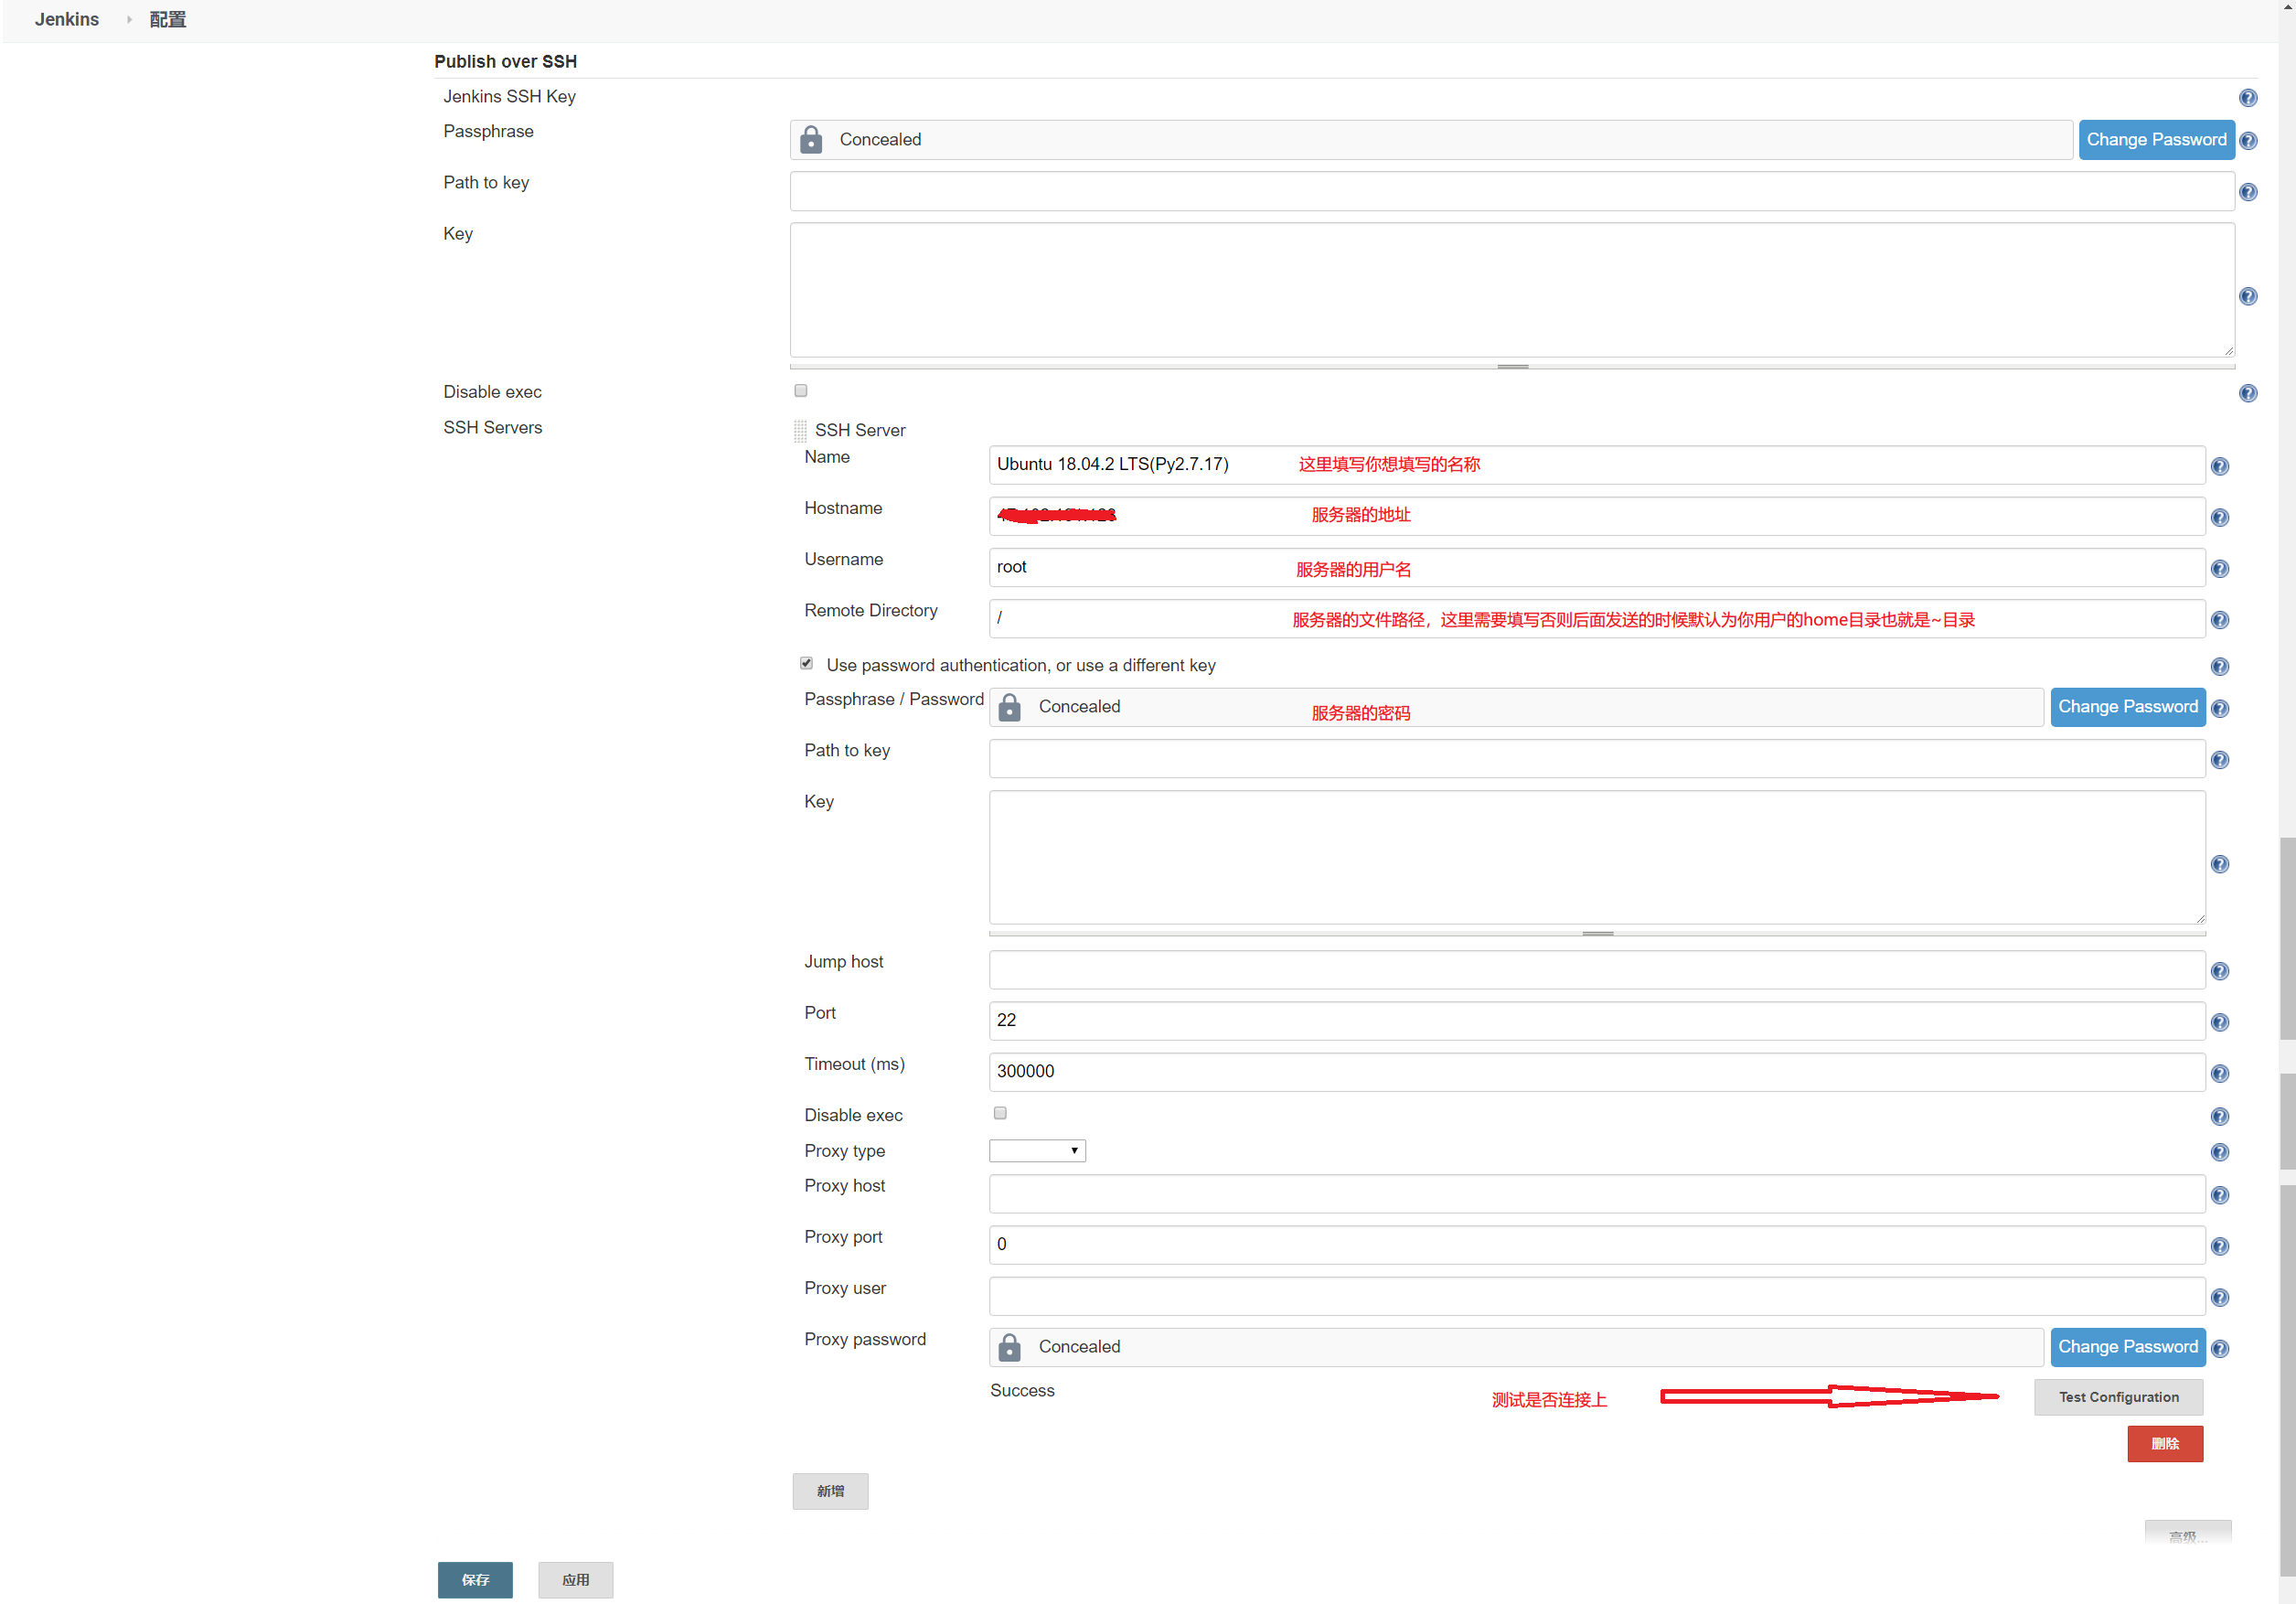 Jenkins 配置
Publish over SSH
Jenkins SSH Key
Passphrase Concealed Change Password
Path to key
Key
Disable exec
SSH Servers
SSH Server
Name Ubuntu 18.04.2 LTS(Py2.7.17) 这里填写你想填写的名称
Hostname 服务器的地址
Username root 服务器的用户名
Remote Directory / 服务器的文件路径，这里需要填写否则后面发送的时候默认为你用户的home目录也就是~目录
Use password authentication, or use a different key
Passphrase / Password Concealed 服务器的密码 Change Password
Path to key
Key
Jump host
Port 22
Timeout (ms) 300000
Disable exec
Proxy type
Proxy host
Proxy port 0
Proxy user
Proxy password Concealed Change Password
Success 测试是否连接上 Test Configuration
删除
新增
高级...
保存 应用